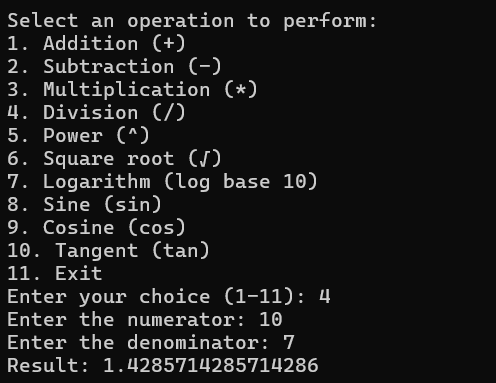 Select an operation to perform:
1. Addition (+)
2. Subtraction (-)
3. Multiplication (*)
4. Division (/)
5. Power (^)
6. Square root (√)
7. Logarithm (log base 10)
8. Sine (sin)
9. Cosine (cos)
10. Tangent (tan)
11. Exit
Enter your choice (1-11): 4
Enter the numerator: 10
Enter the denominator: 7
Result: 1.4285714285714286